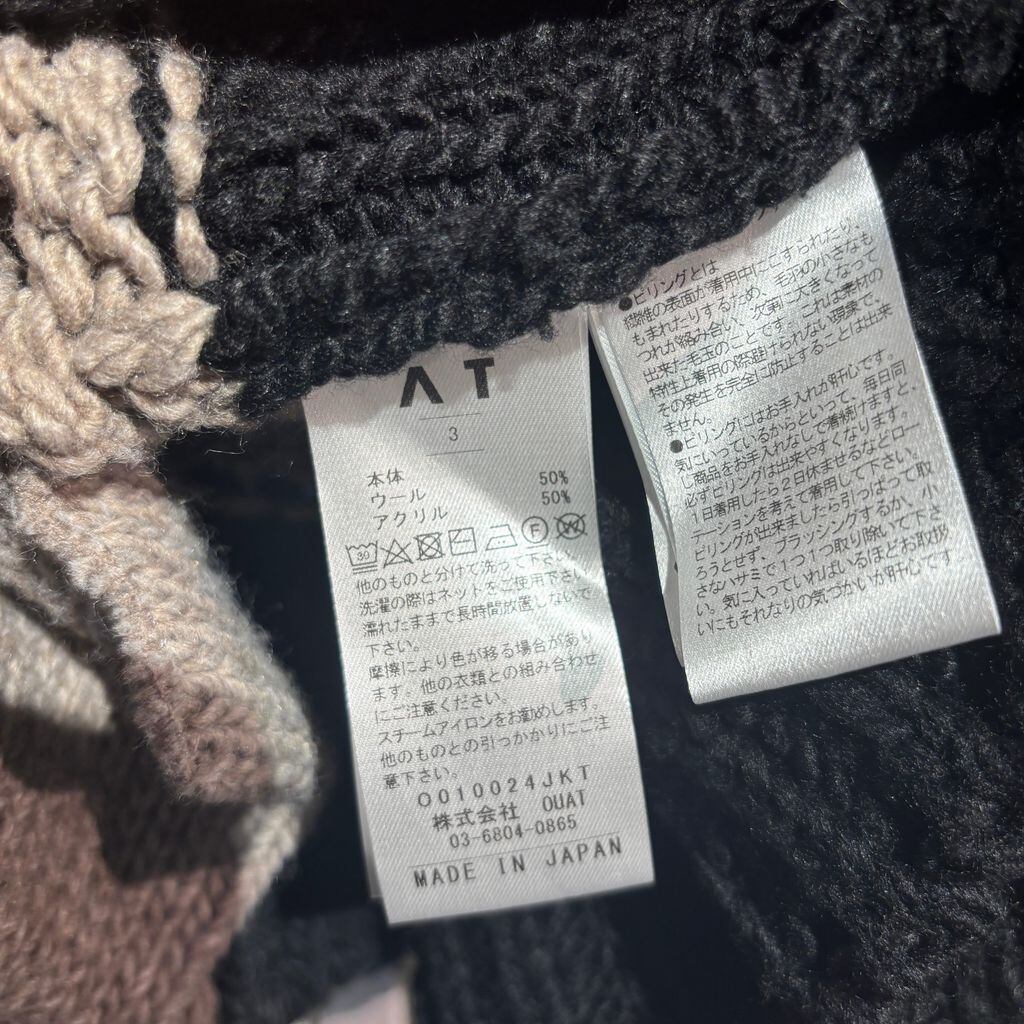 AT
3
本体
ウール 50%
アクリル 50%
30 F W
他のものと分けて洗って下さい
洗濯の際はネットをご使用下さい
濡れたままで長時間放置しないで
下さい。
摩擦により色が移る場合があり
ます。他の衣類との組み合わせ
にご注意ください。
スチームアイロンをお勧めします。
他のものとの引っかかりにご注
意下さい。
O010024JKT
株式会社 OUAT
03-6804-0865
MADE IN JAPAN
●ピリングとは
繊維の表面が着用中にこすられたり、
もまれたりするため、毛羽の小さなも
つれが絡み合い、次第に大きくなって
出来た毛玉のことです。これは素材の
特性上着用の際避けられない現象で、
その発生を完全に防止することは出来
ません。
●ピリングにはお手入れが肝心です。
気にいっているからといって、毎日同
じ商品をお手入れなしで着続けますと、
必ずピリングは出来やすくなります。
1日着用したら2日休ませるなどロー
テーションを考えて着用して下さい。
ピリングが出来ましたら引っぱって取
ろうとせず、ブラッシングするか、小
さなハサミで1つ1つ取り除いて下さ
い。気に入っていればいるほどお取扱
いにもそれなりの気づかいが肝心です